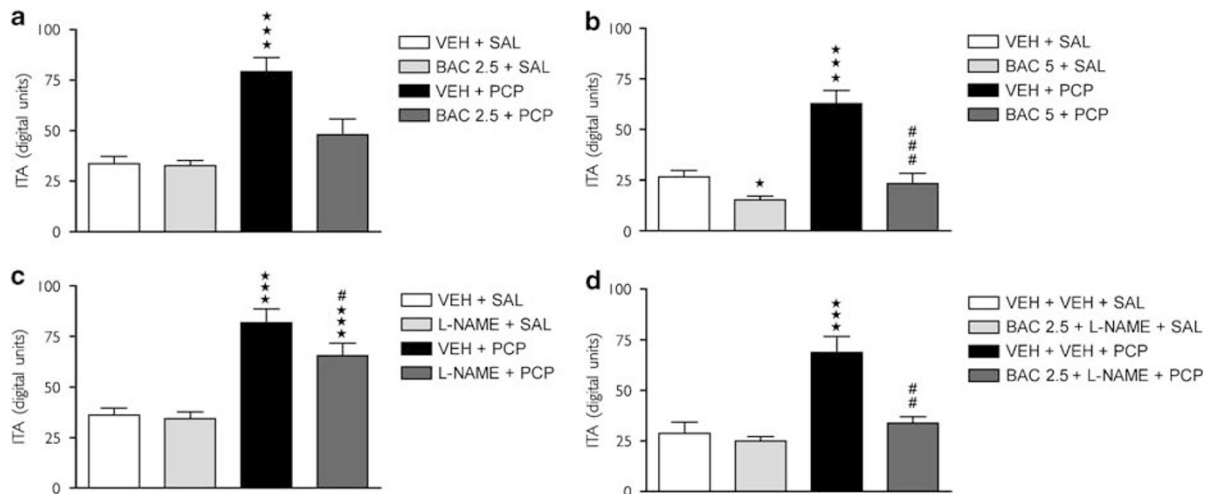 a
ITA (digital units)
100
75
50
25
0
★
★
★
VEH + SAL
BAC 2.5 + SAL
VEH + PCP
BAC 2.5 + PCP
b
ITA (digital units)
100
75
50
25
0
★
★
★
★
#
#
#
VEH + SAL
BAC 5 + SAL
VEH + PCP
BAC 5 + PCP
c
ITA (digital units)
100
75
50
25
0
★
★
★
#
★
★
★
VEH + SAL
L-NAME + SAL
VEH + PCP
L-NAME + PCP
d
ITA (digital units)
100
75
50
25
0
★
★
★
#
#
VEH + VEH + SAL
BAC 2.5 + L-NAME + SAL
VEH + VEH + PCP
BAC 2.5 + L-NAME + PCP